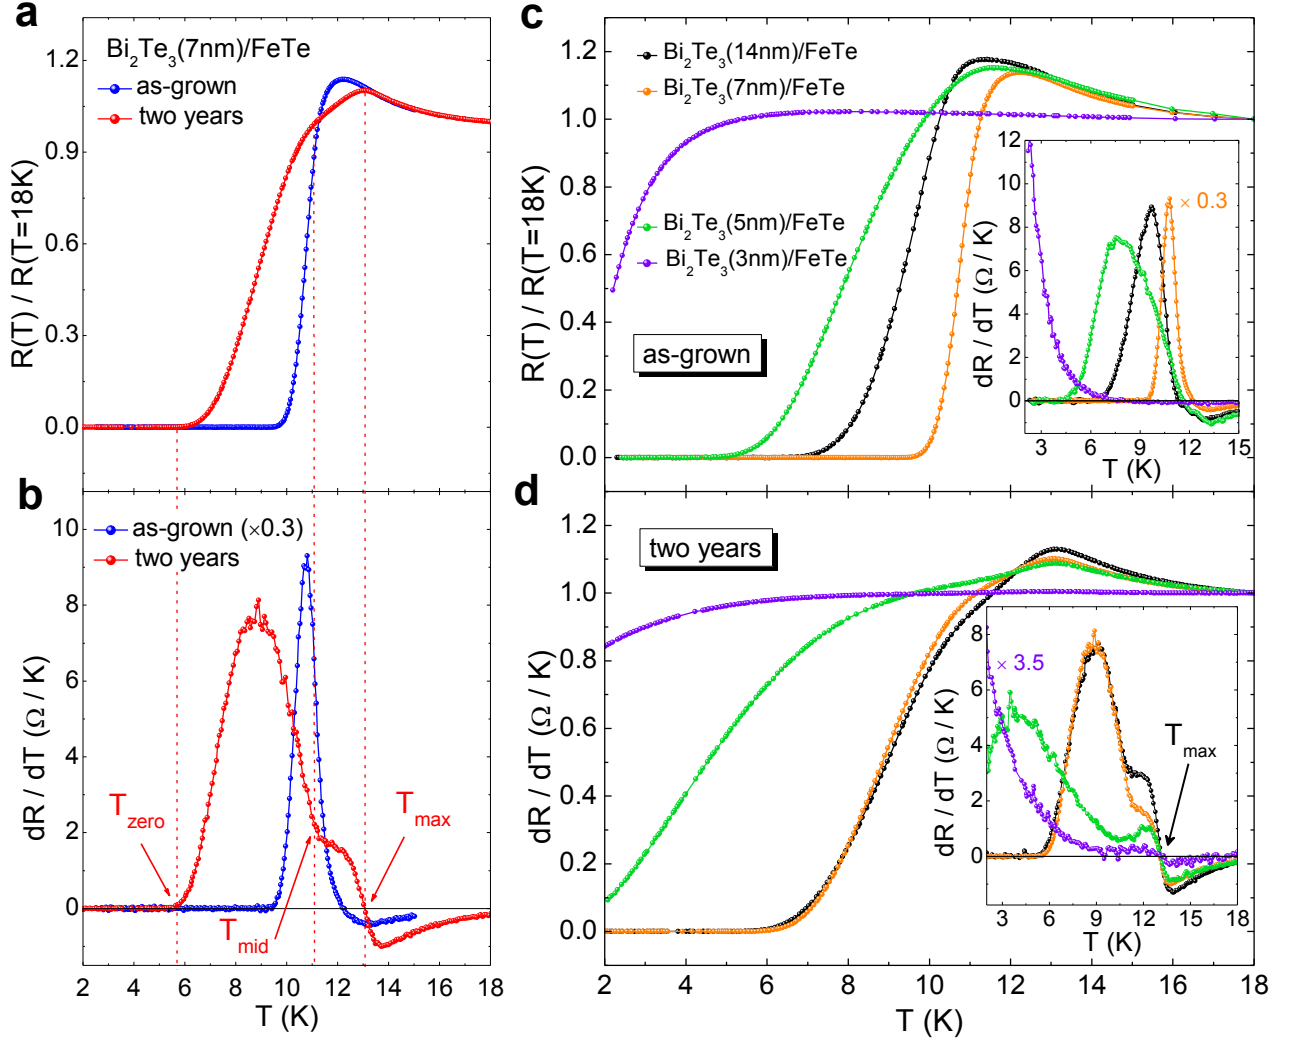 a
Bi₂Te₃(7nm)/FeTe
as-grown
two years
R(T) / R(T=18K)
1.2
0.9
0.6
0.3
0.0
b
as-grown (×0.3)
two years
dR / dT (Ω / K)
10
8
6
4
2
0
T_zero
T_mid
T_max
2 4 6 8 10 12 14 16 18
T (K)
c
Bi₂Te₃(14nm)/FeTe
Bi₂Te₃(7nm)/FeTe
Bi₂Te₃(5nm)/FeTe
Bi₂Te₃(3nm)/FeTe
as-grown
R(T) / R(T=18K)
1.2
1.0
0.8
0.6
0.4
0.2
0.0
× 0.3
dR / dT (Ω / K)
12
10
8
6
4
2
0
3 6 9 12 15
T (K)
d
two years
dR / dT (Ω / K)
1.2
1.0
0.8
0.6
0.4
0.2
0.0
× 3.5
T_max
dR / dT (Ω / K)
8
6
4
2
0
3 6 9 12 15 18
T (K)
2 4 6 8 10 12 14 16 18
T (K)